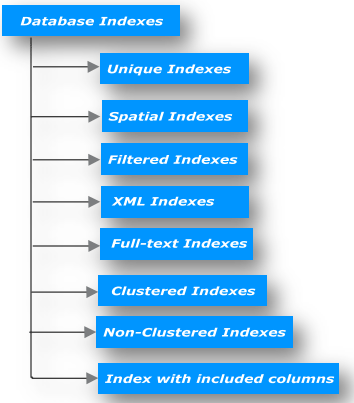 Database Indexes
Unique Indexes
Spatial Indexes
Filtered Indexes
XML Indexes
Full-text Indexes
Clustered Indexes
Non-Clustered Indexes
Index with included columns